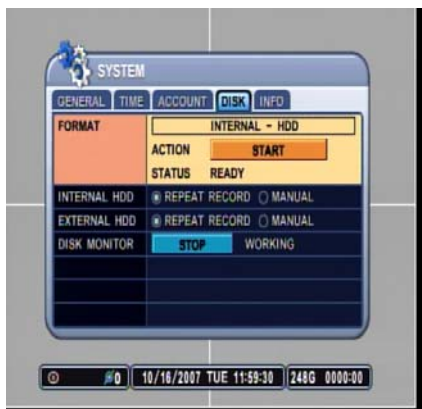 SYSTEM
GENERAL TIME ACCOUNT DISK INFO
FORMAT INTERNAL - HDD
ACTION START
STATUS READY
INTERNAL HDD REPEAT RECORD MANUAL
EXTERNAL HDD REPEAT RECORD MANUAL
DISK MONITOR STOP WORKING
0 10/16/2007 TUE 11:59:30 248G 0000:00